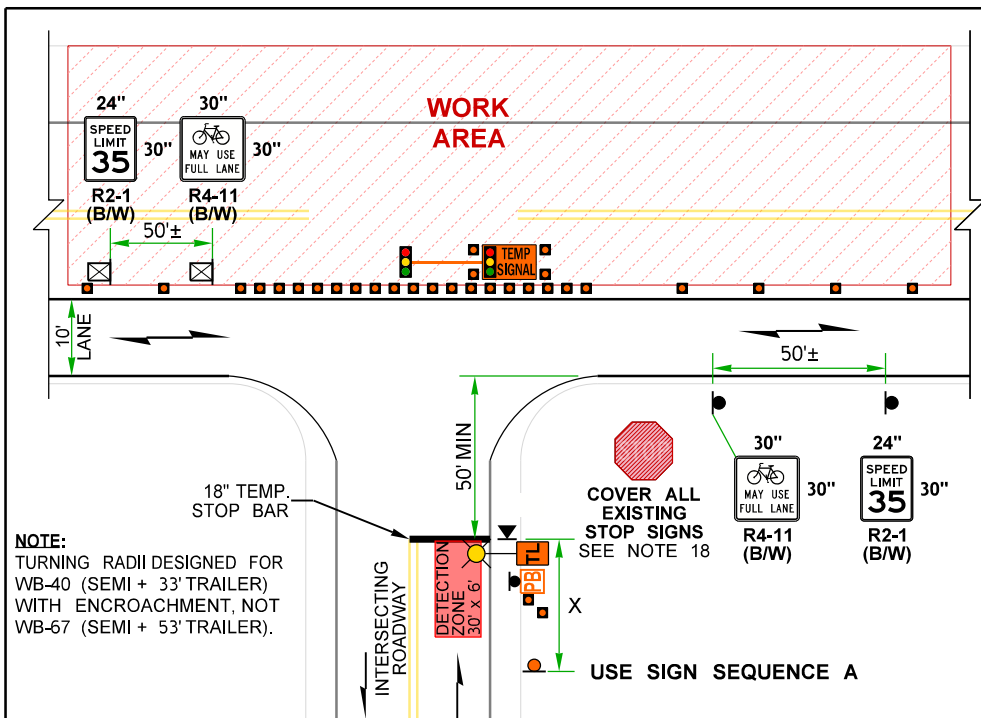 WORK
AREA
24"
SPEED
LIMIT
35
30"
R2-1
(B/W)
30"
MAY USE
FULL LANE
30"
R4-11
(B/W)
50'±
TEMP
SIGNAL
10'
LANE
50'±
50' MIN
STOP
COVER ALL
EXISTING
STOP SIGNS
SEE NOTE 18
30"
MAY USE
FULL LANE
30"
R4-11
(B/W)
24"
SPEED
LIMIT
35
30"
R2-1
(B/W)
18" TEMP.
STOP BAR
NOTE:
TURNING RADII DESIGNED FOR
WB-40 (SEMI + 33' TRAILER)
WITH ENCROACHMENT, NOT
WB-67 (SEMI + 53' TRAILER).
INTERSECTING
ROADWAY
DETECTION
ZONE
30' x 6'
TL
PB
X
USE SIGN SEQUENCE A